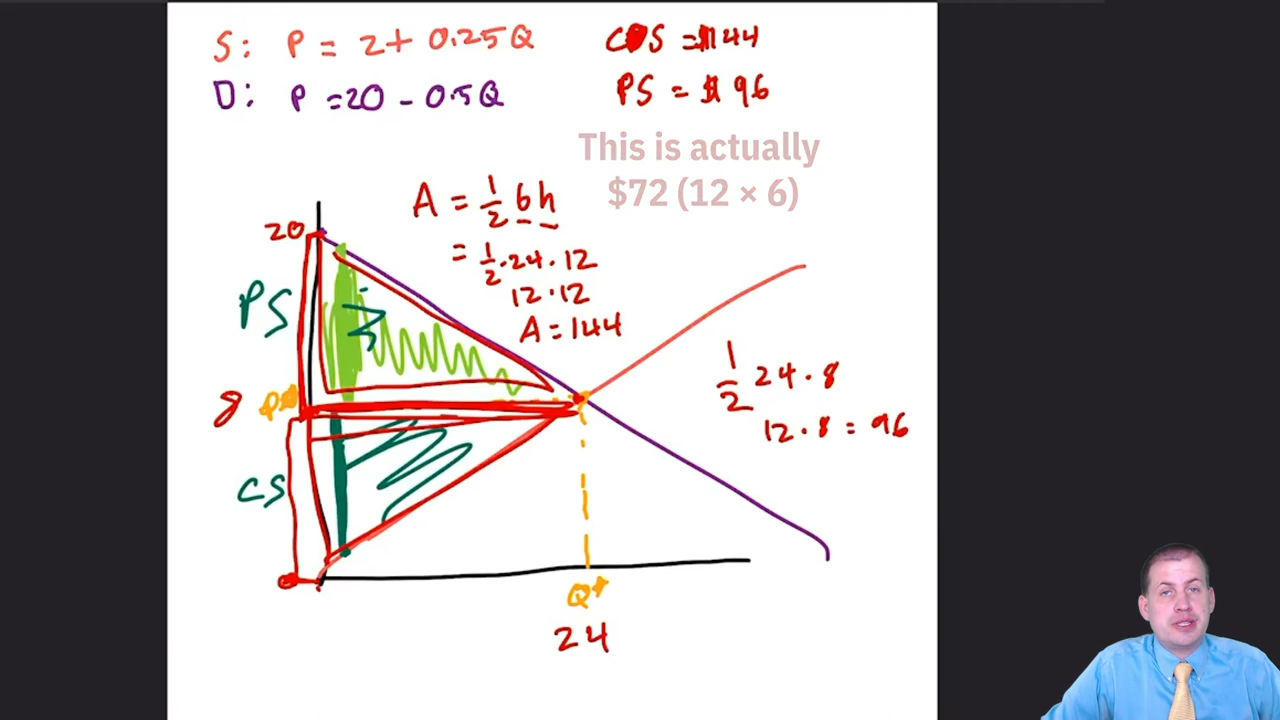 S: P = 2 + 0.25Q
D: P = 20 - 0.5Q
CS = $144
PS = $96
This is actually
$72 (12 × 6)
A = 1/2 b h
= 1/2 · 24 · 12
12 · 12
A = 144
20
PS
8 P*
CS
1/2 24 · 8
12 · 8 = 96
Q*
24